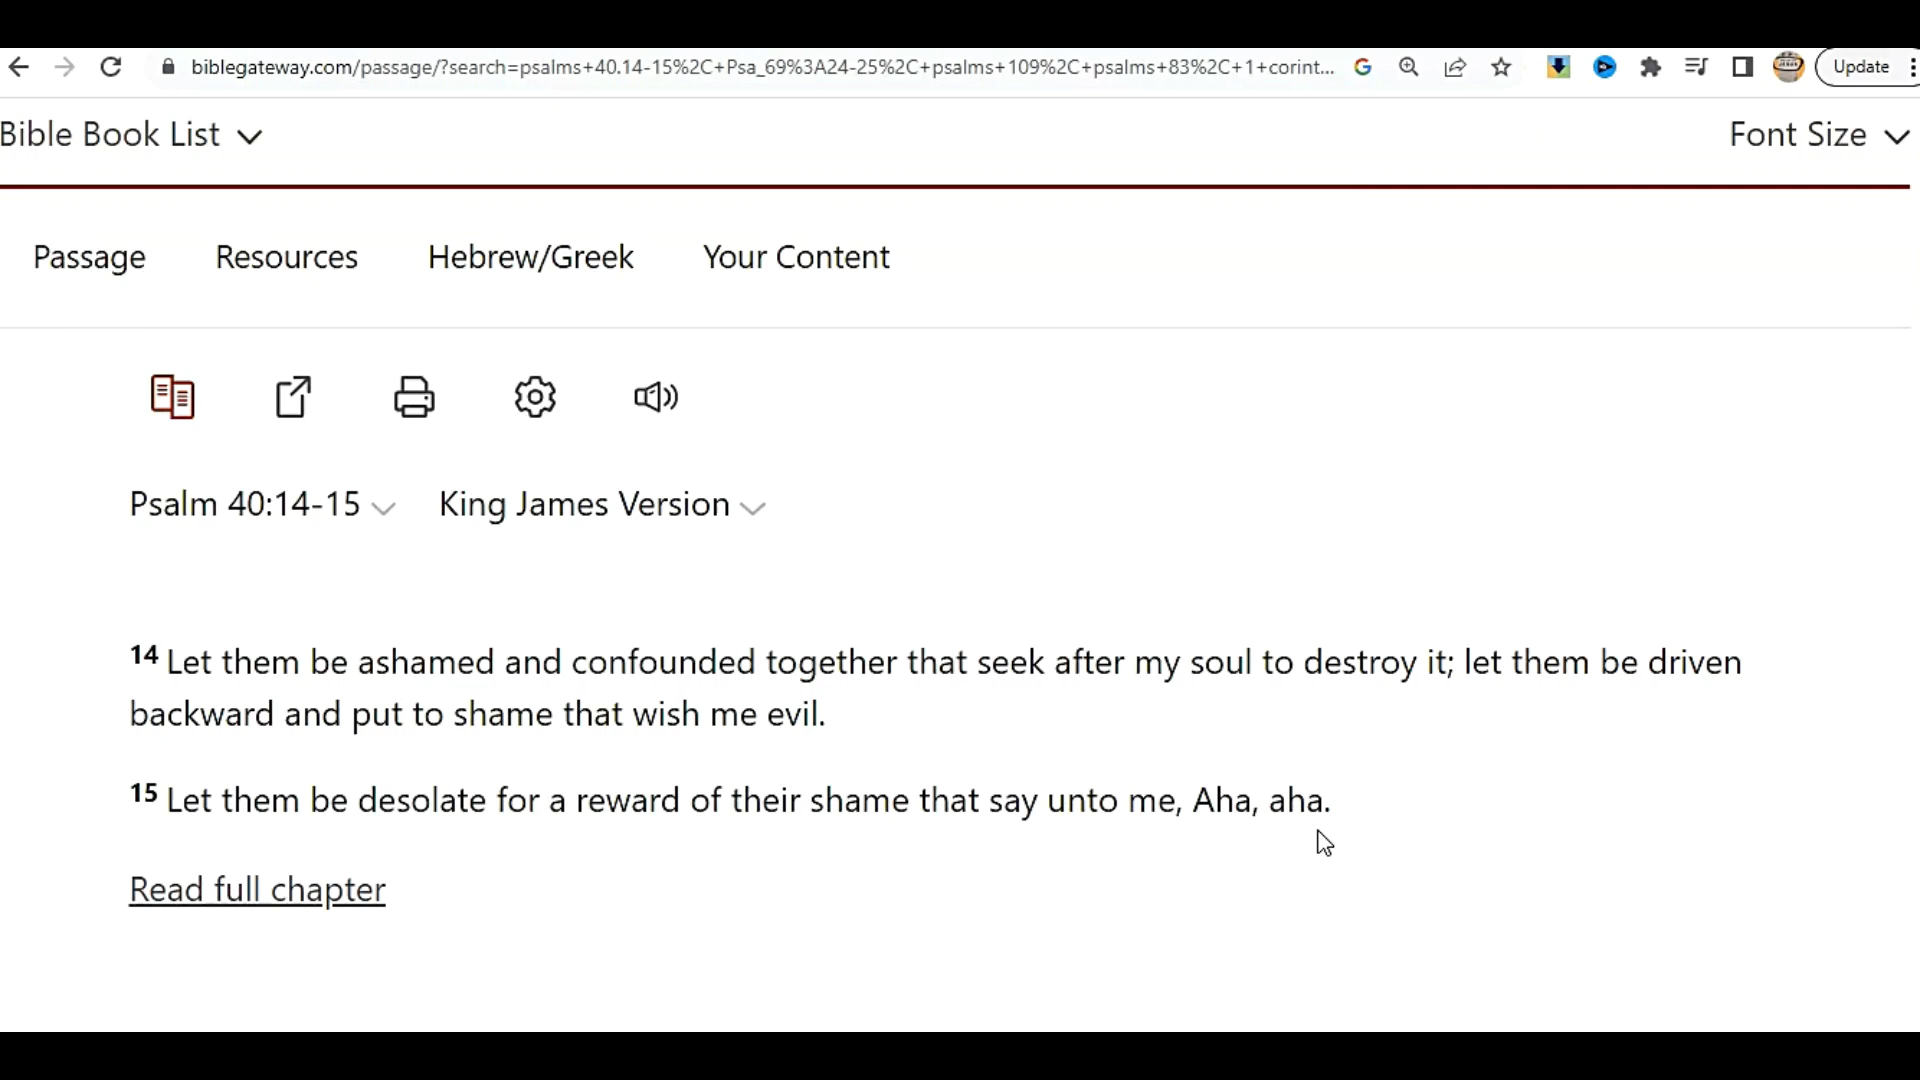 biblegateway.com/passage/?search=psalms+40.14-15%2C+Psa_69%3A24-25%2C+psalms+109%2C+psalms+83%2C+1+corint...
Update
Bible Book List
Font Size
Passage Resources Hebrew/Greek Your Content
Psalm 40:14-15 King James Version
14 Let them be ashamed and confounded together that seek after my soul to destroy it; let them be driven
backward and put to shame that wish me evil.
15 Let them be desolate for a reward of their shame that say unto me, Aha, aha.
Read full chapter